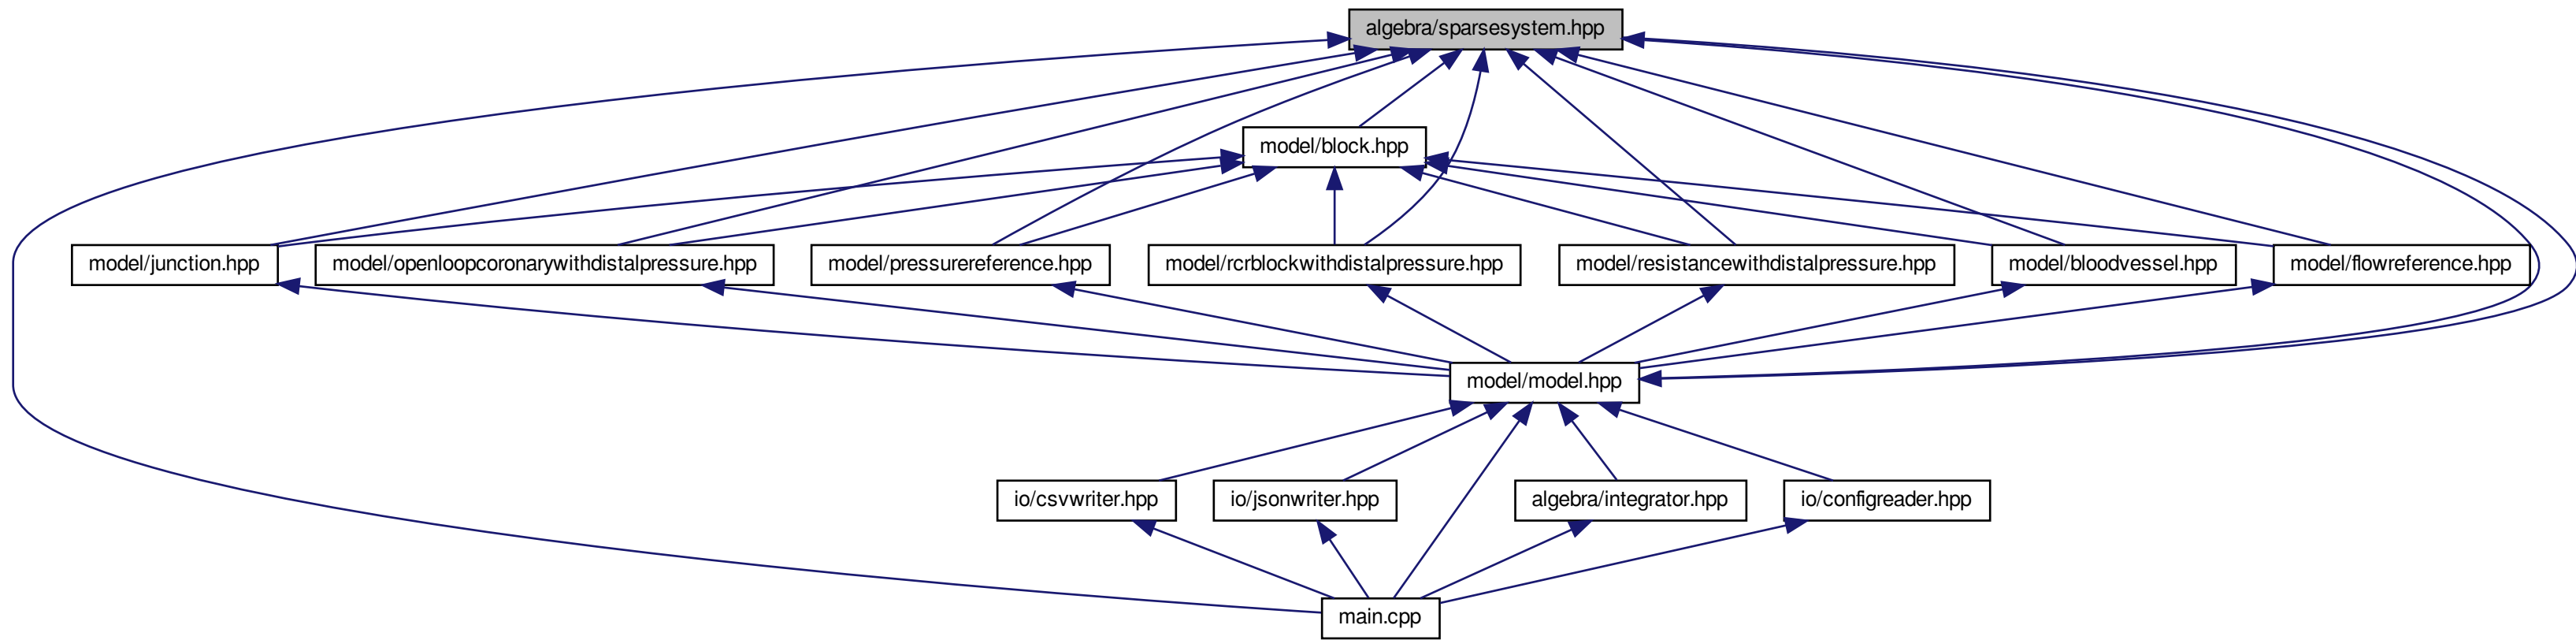 algebra/sparsesystem.hpp
model/block.hpp
model/junction.hpp
model/openloopcoronarywithdistalpressure.hpp
model/pressurereference.hpp
model/rcrblockwithdistalpressure.hpp
model/resistancewithdistalpressure.hpp
model/bloodvessel.hpp
model/flowreference.hpp
model/model.hpp
io/csvwriter.hpp
io/jsonwriter.hpp
algebra/integrator.hpp
io/configreader.hpp
main.cpp